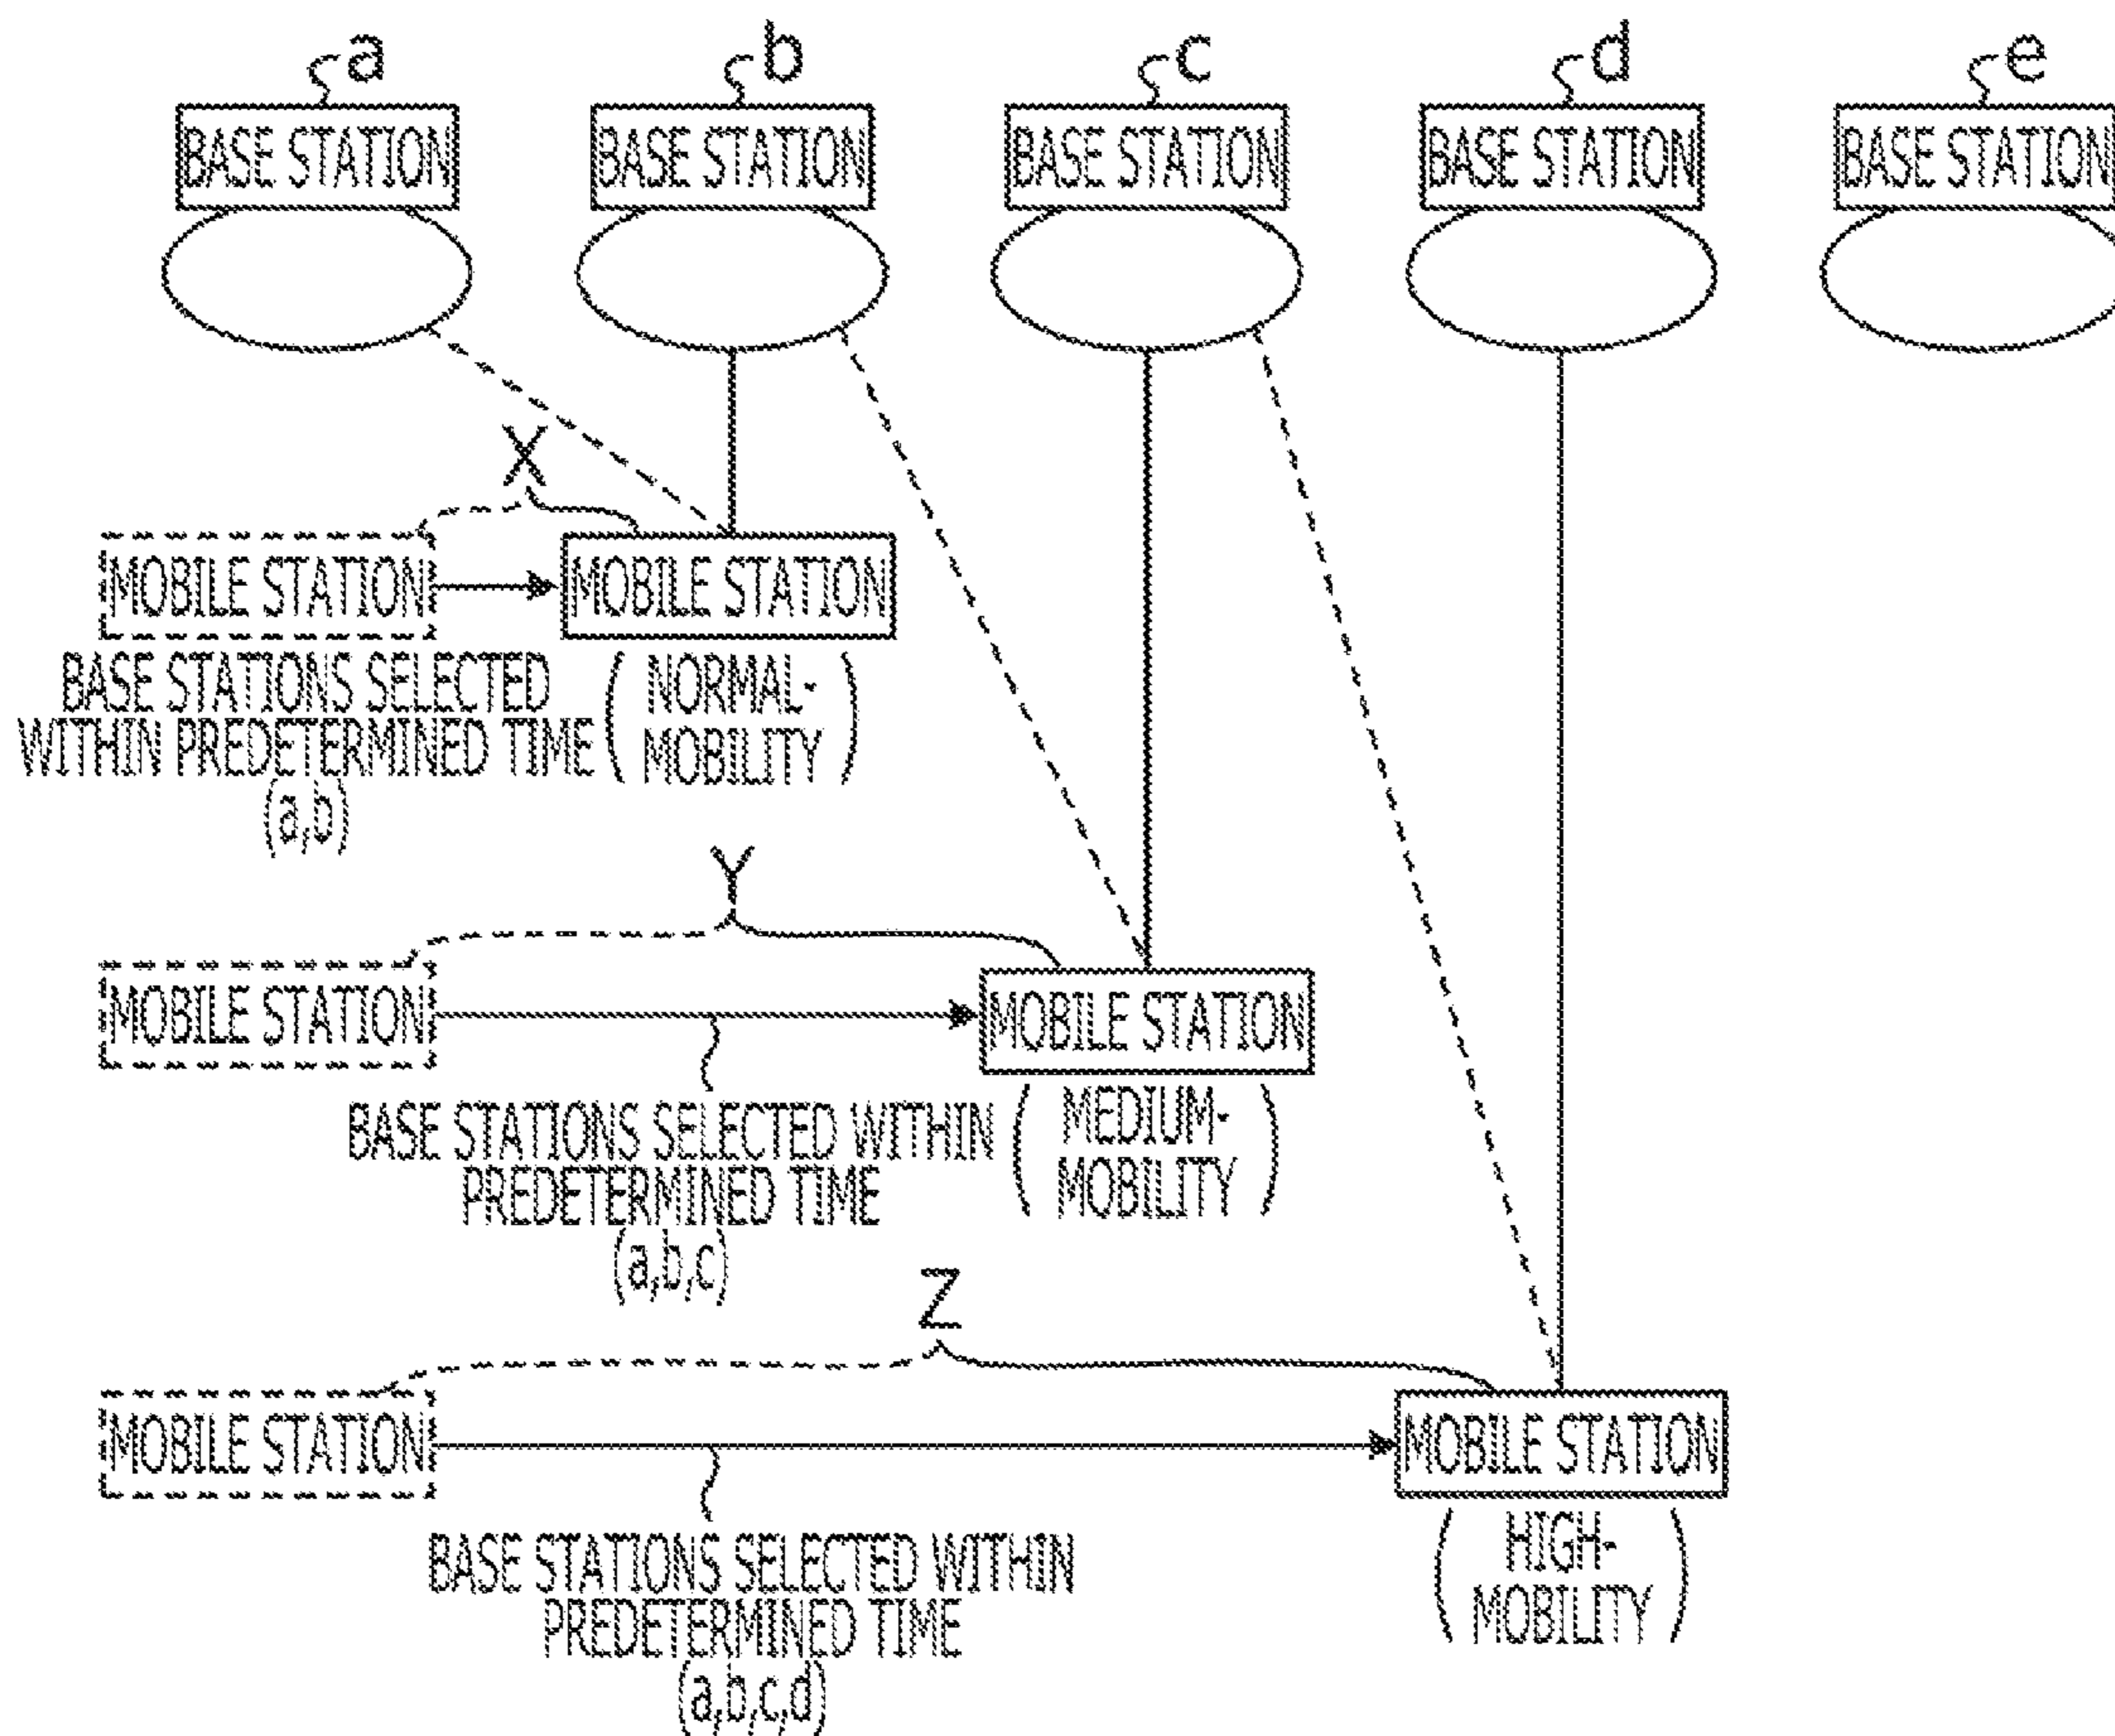 a b c d e
BASE STATION BASE STATION BASE STATION BASE STATION BASE STATION
X
MOBILE STATION MOBILE STATION
BASE STATIONS SELECTED
WITHIN PREDETERMINED TIME
(a,b)
(NORMAL-
MOBILITY)
Y
MOBILE STATION MOBILE STATION
BASE STATIONS SELECTED WITHIN
PREDETERMINED TIME
(a,b,c)
(MEDIUM-
MOBILITY)
Z
MOBILE STATION MOBILE STATION
BASE STATIONS SELECTED WITHIN
PREDETERMINED TIME
(a,b,c,d)
(HIGH-
MOBILITY)